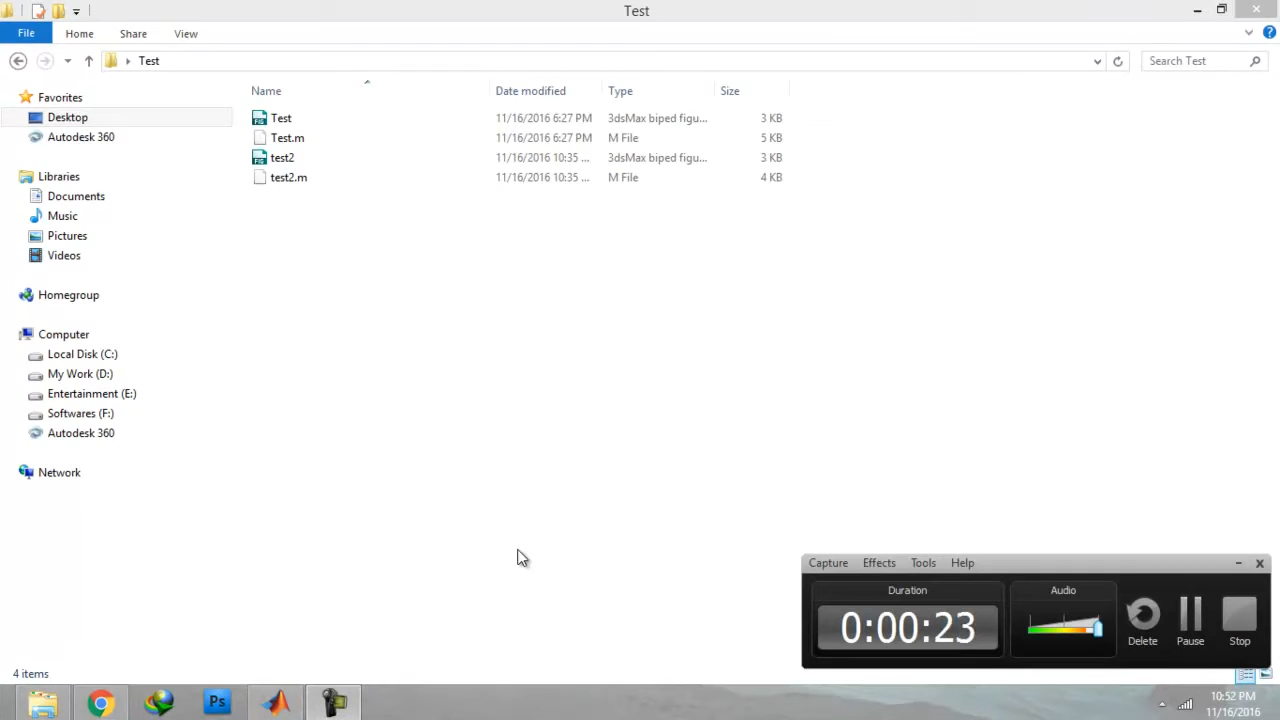 Test
File Home Share View
Test Search Test
Name Date modified Type Size
Favorites
Desktop
Autodesk 360
Libraries
Documents
Music
Pictures
Videos
Homegroup
Computer
Local Disk (C:)
My Work (D:)
Entertainment (E:)
Softwares (F:)
Autodesk 360
Network
Test 11/16/2016 6:27 PM 3dsMax biped figu... 3 KB
Test.m 11/16/2016 6:27 PM M File 5 KB
test2 11/16/2016 10:35 ... 3dsMax biped figu... 3 KB
test2.m 11/16/2016 10:35 ... M File 4 KB
Capture Effects Tools Help
Duration Audio
0:00:23
Delete Pause Stop
4 items
Ps
10:52 PM
11/16/2016